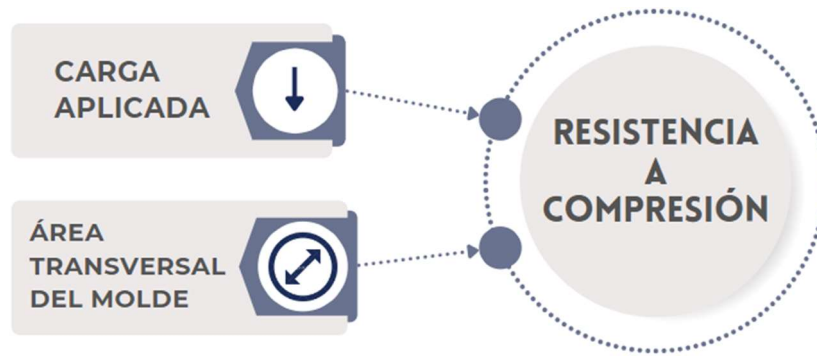 CARGA
APLICADA
ÁREA
TRANSVERSAL
DEL MOLDE
RESISTENCIA
A
COMPRESIÓN